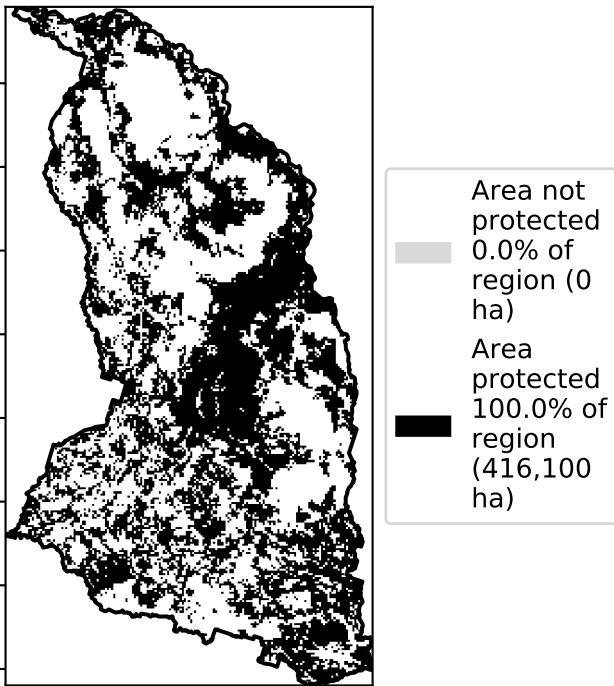 Area not
protected
0.0% of
region (0
ha)
Area
protected
100.0% of
region
(416,100
ha)